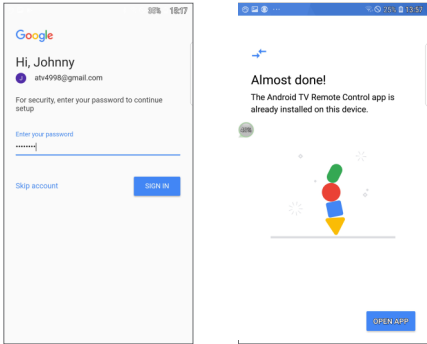 30% 18:17
Google
Hi, Johnny
J atv4998@gmail.com
For security, enter your password to continue
setup
Enter your password
••••••••
Skip account SIGN IN
25% 13:57
Almost done!
The Android TV Remote Control app is
already installed on this device.
OPEN APP